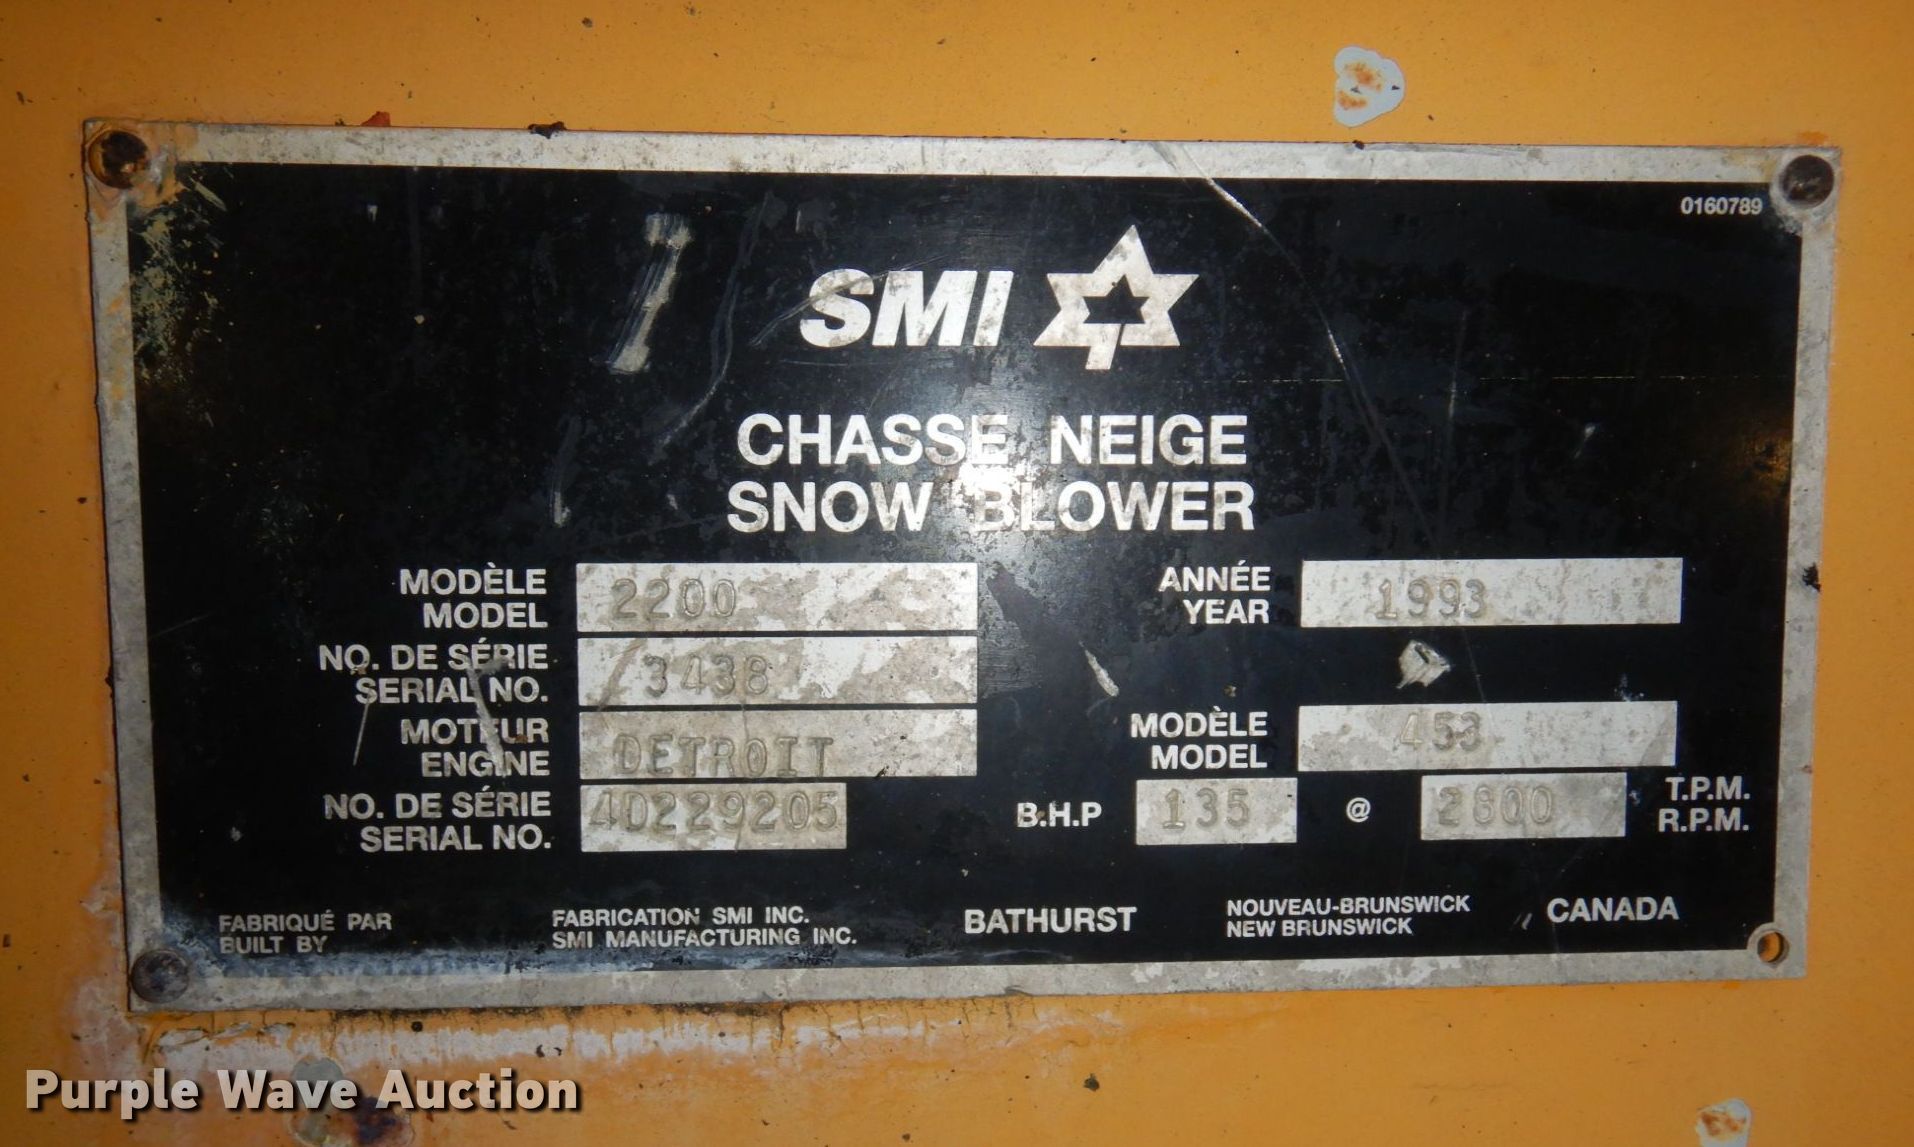 0160789
SMI
CHASSE NEIGE
SNOW BLOWER
MODÈLE
MODEL
2200
ANNÉE
YEAR
1993
NO. DE SÉRIE
SERIAL NO.
3438
MOTEUR
ENGINE
DETROIT
MODÈLE
MODEL
453
NO. DE SÉRIE
SERIAL NO.
4D229205
B.H.P
135
@
2800
T.P.M.
R.P.M.
FABRIQUÉ PAR
BUILT BY
FABRICATION SMI INC.
SMI MANUFACTURING INC.
BATHURST
NOUVEAU-BRUNSWICK
NEW BRUNSWICK
CANADA
Purple Wave Auction